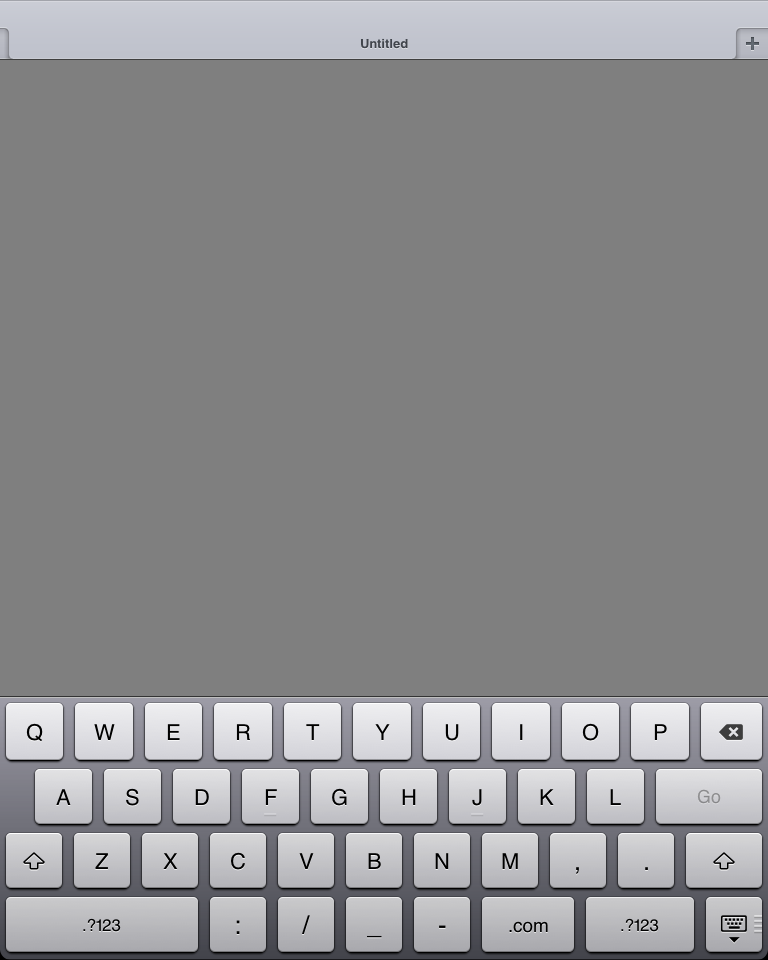 Untitled
Q W E R T Y U I O P
A S D F G H J K L Go
Z X C V B N M , .
.?123 : / _ - .com .?123